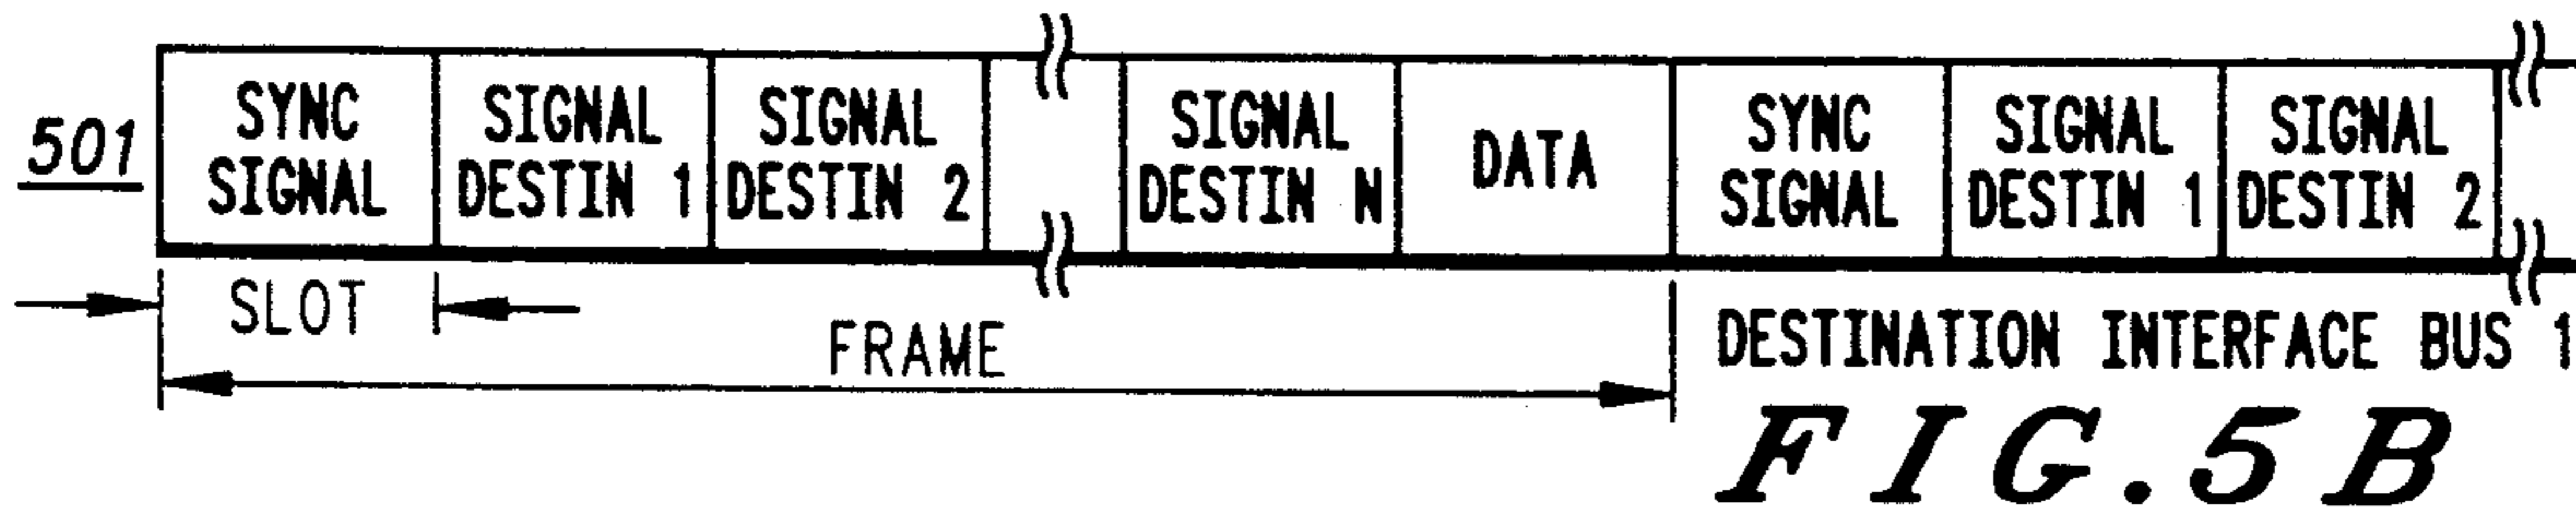 501
SYNC
SIGNAL
SIGNAL
DESTIN 1
SIGNAL
DESTIN 2
SIGNAL
DESTIN N
DATA
SYNC
SIGNAL
SIGNAL
DESTIN 1
SIGNAL
DESTIN 2
SLOT
FRAME
DESTINATION INTERFACE BUS 1
FIG.5B